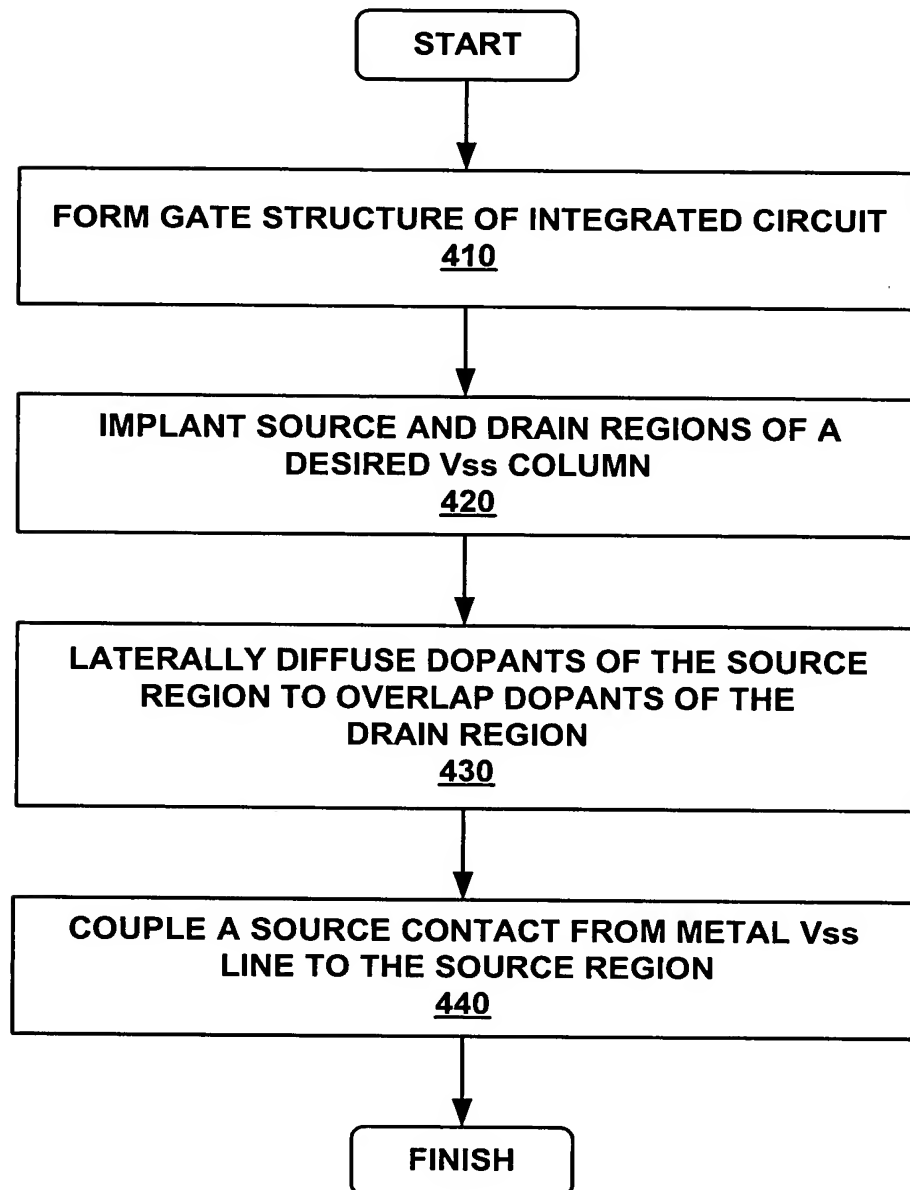 START
FORM GATE STRUCTURE OF INTEGRATED CIRCUIT
410
IMPLANT SOURCE AND DRAIN REGIONS OF A
DESIRED Vss COLUMN
420
LATERALLY DIFFUSE DOPANTS OF THE SOURCE
REGION TO OVERLAP DOPANTS OF THE
DRAIN REGION
430
COUPLE A SOURCE CONTACT FROM METAL Vss
LINE TO THE SOURCE REGION
440
FINISH